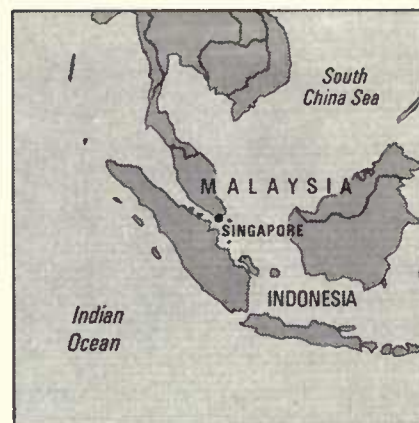 South
China Sea
MALAYSIA
SINGAPORE
INDONESIA
Indian
Ocean